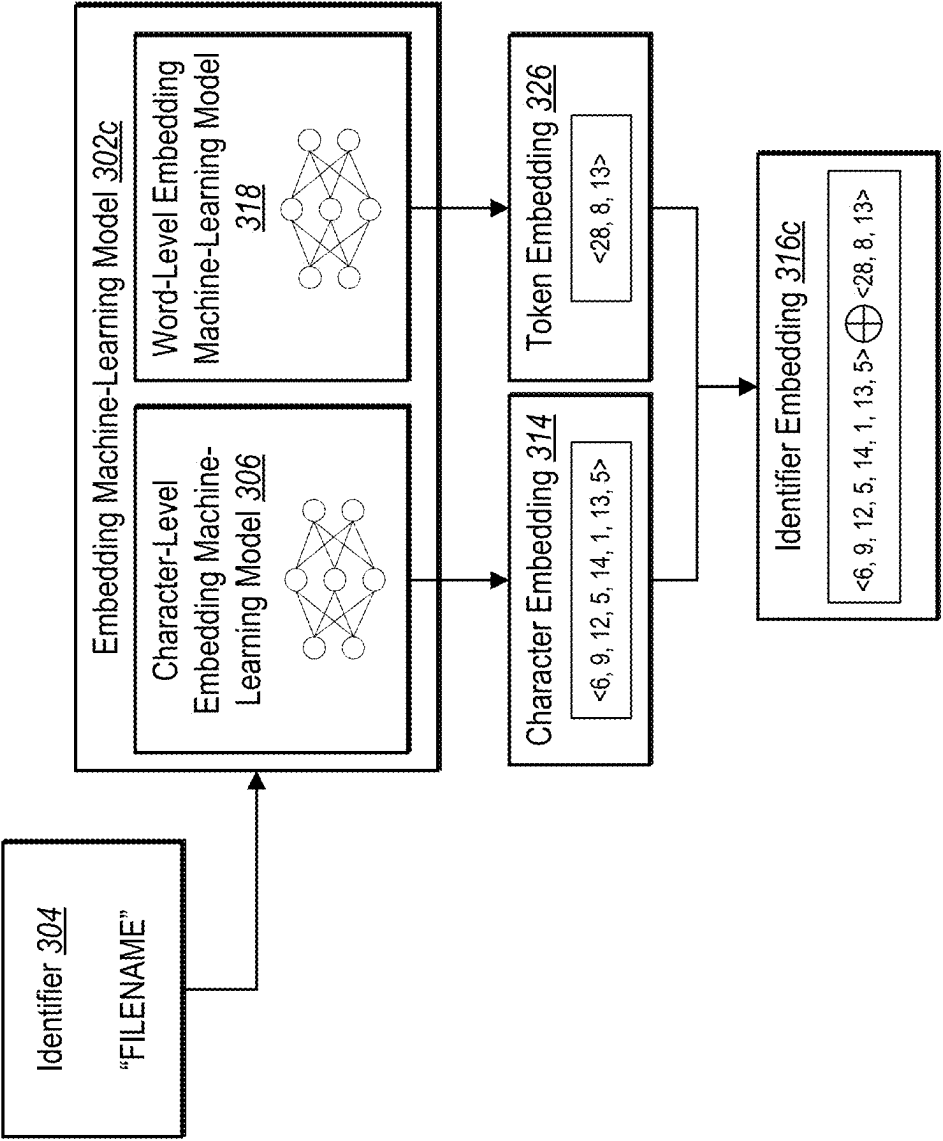 Identifier 304
“FILENAME”
Embedding Machine-Learning Model 302c
Character-Level
Embedding Machine-
Learning Model 306
Word-Level Embedding
Machine-Learning Model
318
Character Embedding 314
<6, 9, 12, 5, 14, 1, 13, 5>
Token Embedding 326
<28, 8, 13>
Identifier Embedding 316c
<6, 9, 12, 5, 14, 1, 13, 5> ⊕ <28, 8, 13>